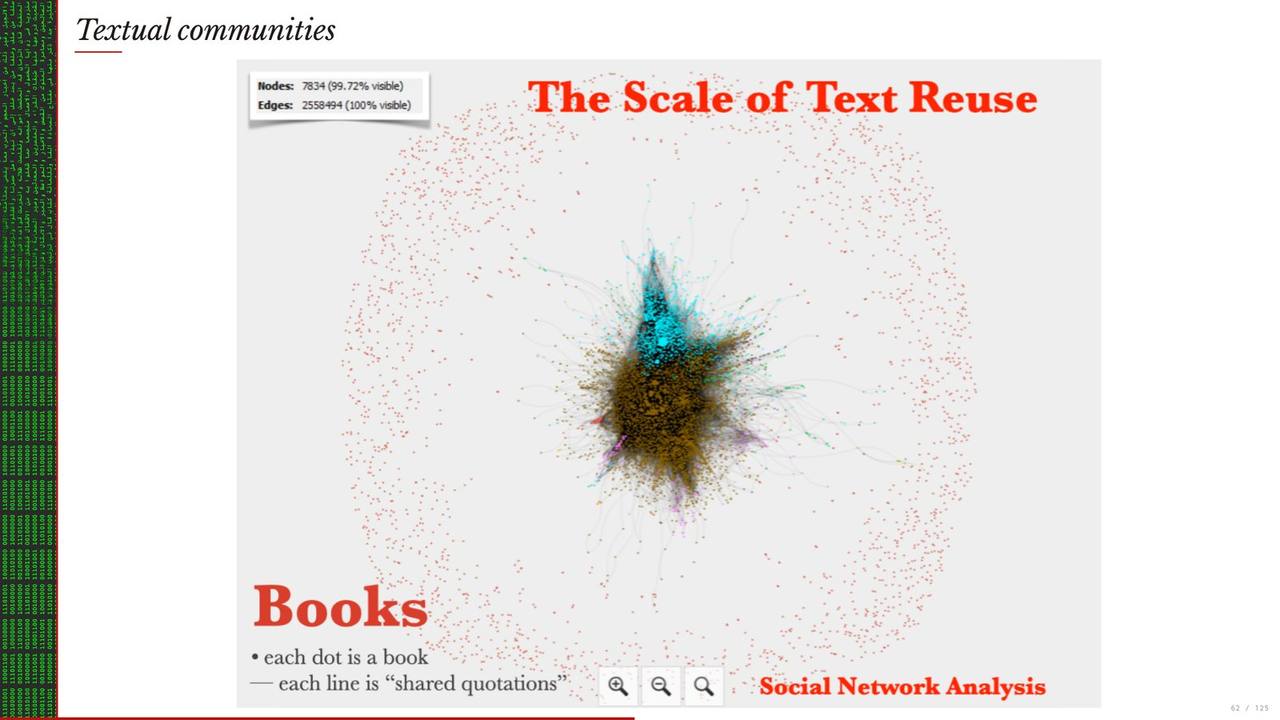 Textual communities
Nodes: 7834 (99.72% visible)
Edges: 2558494 (100% visible)
The Scale of Text Reuse
Books
• each dot is a book
— each line is “shared quotations”
Social Network Analysis
62 / 125